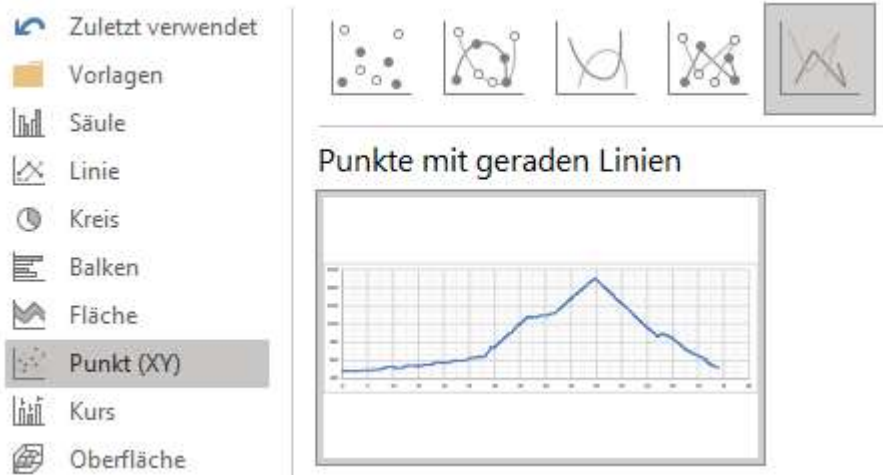 Zuletzt verwendet
Vorlagen
Säule
Linie
Kreis
Balken
Fläche
Punkt (XY)
Kurs
Oberfläche
Punkte mit geraden Linien